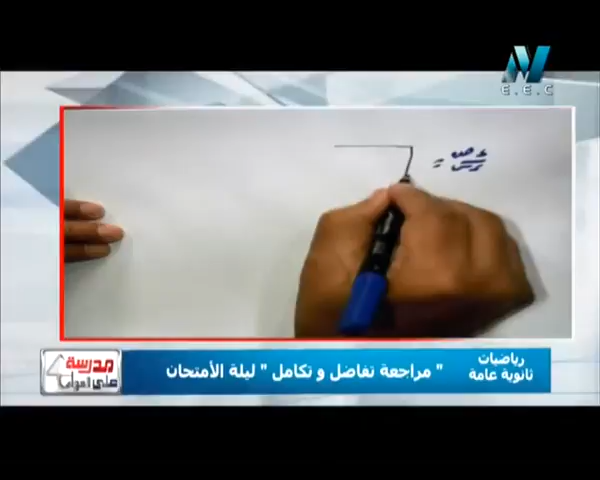 E.E.C
رياضيات
ثانوية عامة
" مراجعة تفاضل و تكامل " ليلة الأمتحان
مدرسة
على الهواء